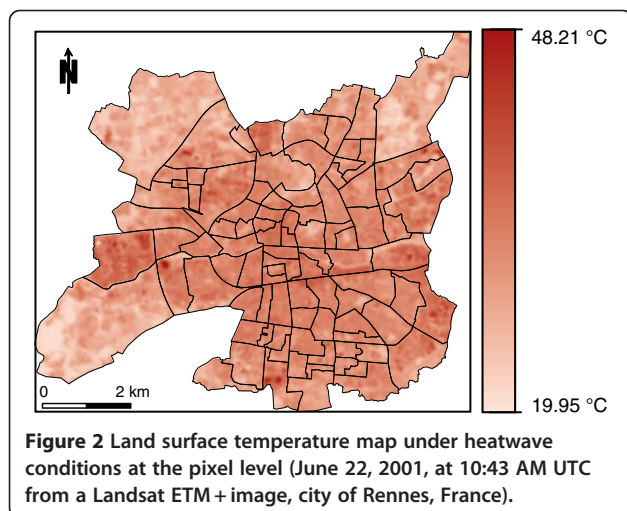 48.21 °C
N
0 2 km
19.95 °C
Figure 2 Land surface temperature map under heatwave
conditions at the pixel level (June 22, 2001, at 10:43 AM UTC
from a Landsat ETM + image, city of Rennes, France).